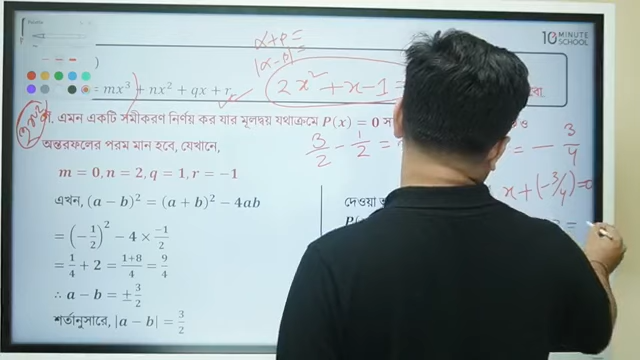 10 MINUTE SCHOOL
α+β =
|α-β|=
= mx³ + nx² + qx + r
2x² + x - 1 =
3x²
এমন একটি সমীকরণ নির্ণয় কর যার মূলদ্বয় যথাক্রমে P(x) = 0
অন্তরফলের পরম মান হবে, যেখানে,
3/2 - 1/2 =
= - 3/4
m = 0, n = 2, q = 1, r = -1
x + (-3/4) = 0
এখন, (a - b)² = (a + b)² - 4ab
দেওয়া
= (-1/2)² - 4 × -1/2
= 1/4 + 2 = 1+8/4 = 9/4
∴ a - b = ± 3/2
শর্তানুসারে, |a - b| = 3/2